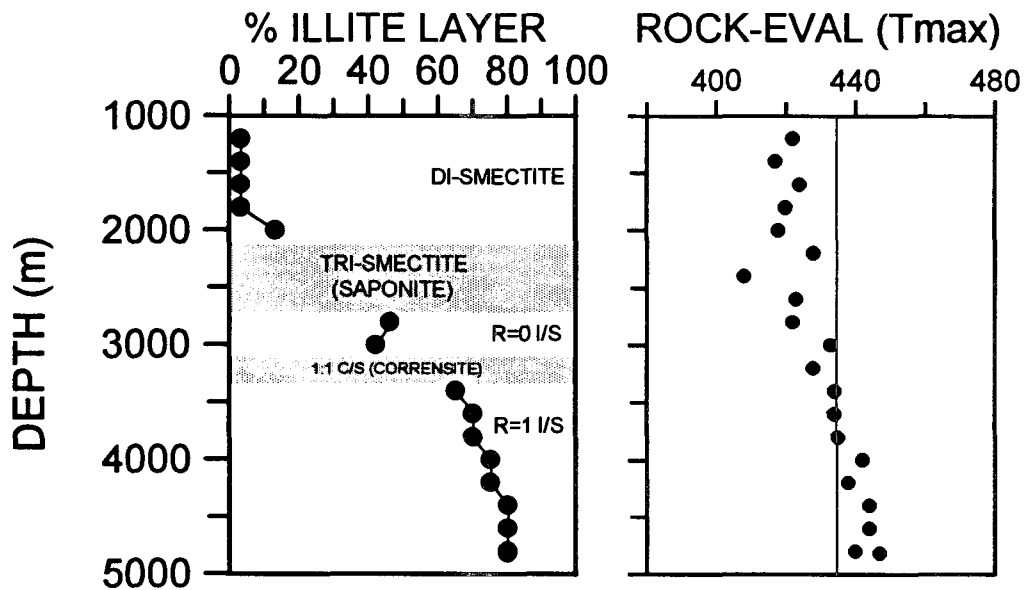 % ILLITE LAYER
0 20 40 60 80 100
DEPTH (m)
1000
2000
3000
4000
5000
DI-SMECTITE
TRI-SMECTITE
(SAPONITE)
R=0 I/S
1:1 C/S (CORRENSITE)
R=1 I/S
ROCK-EVAL (Tmax)
400 440 480